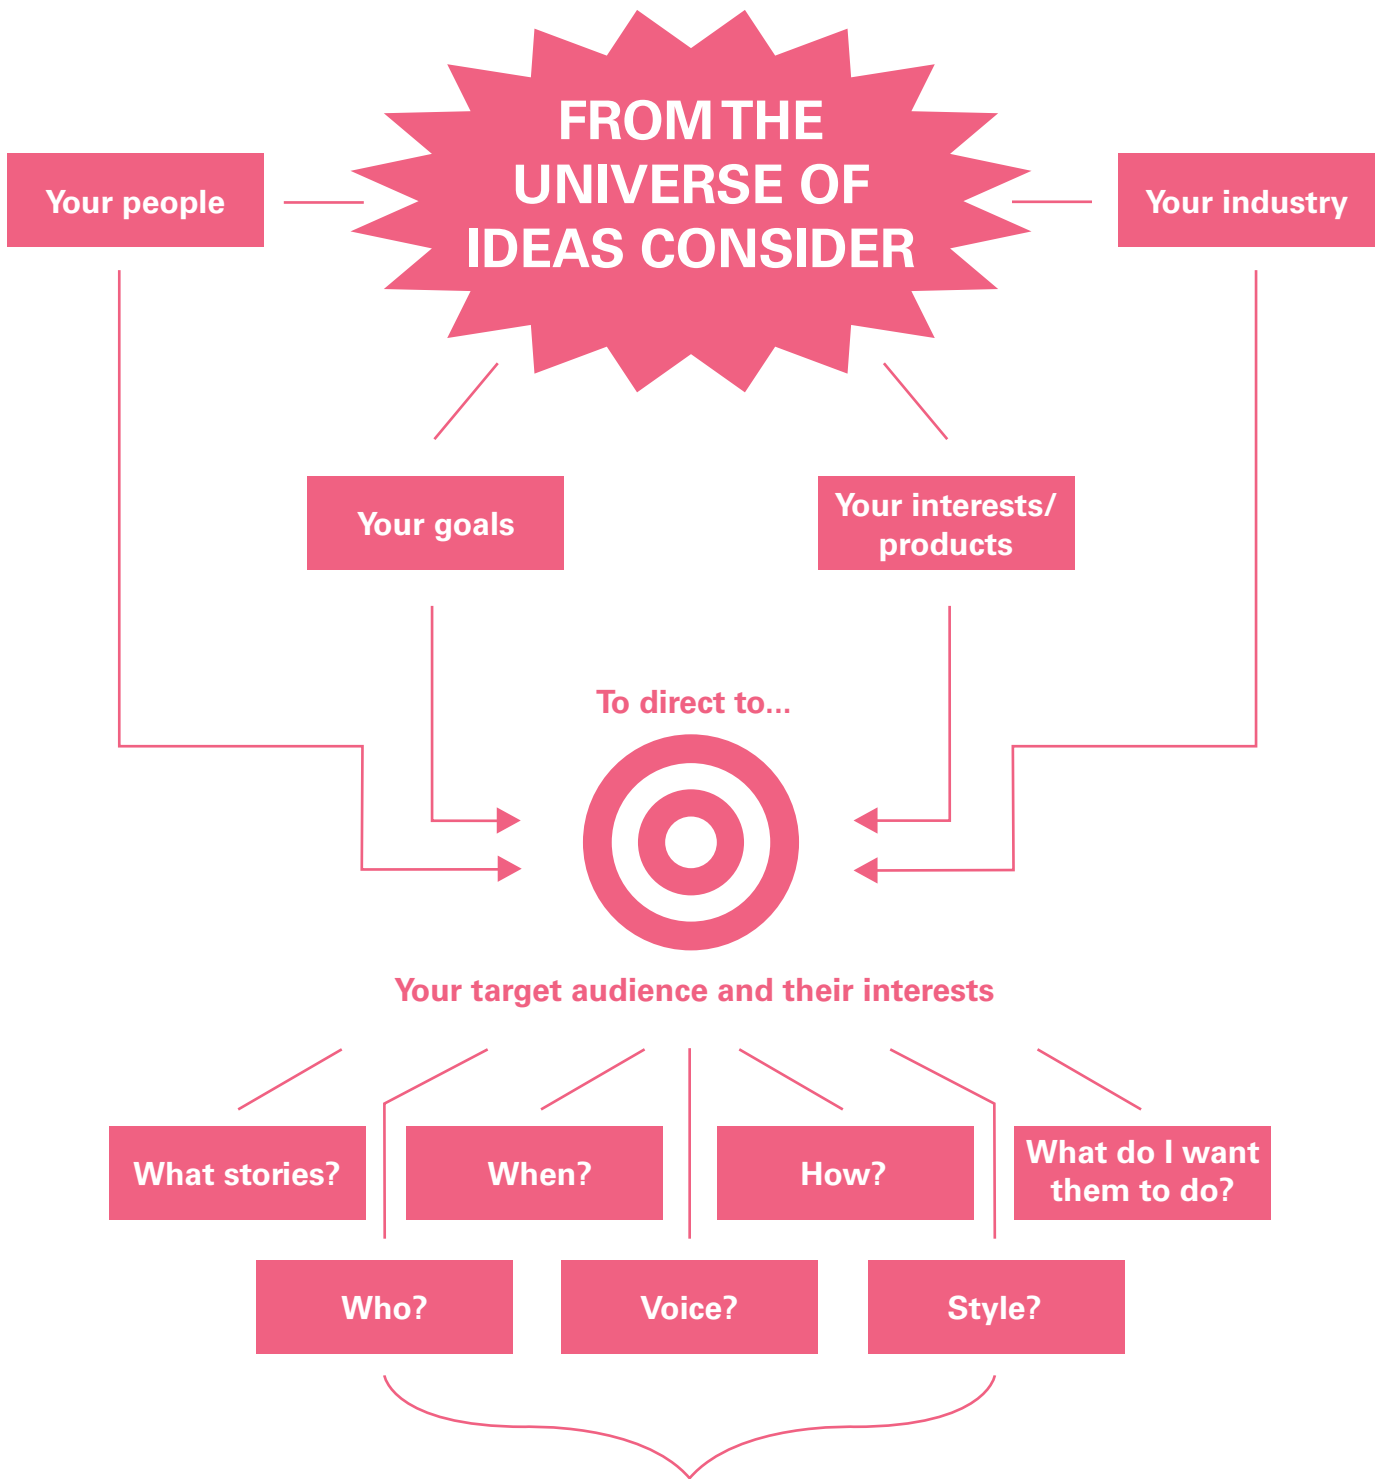 FROM THE
UNIVERSE OF
IDEAS CONSIDER
Your people
Your industry
Your goals
Your interests/
products
To direct to...
Your target audience and their interests
What stories?
When?
How?
What do I want
them to do?
Who?
Voice?
Style?